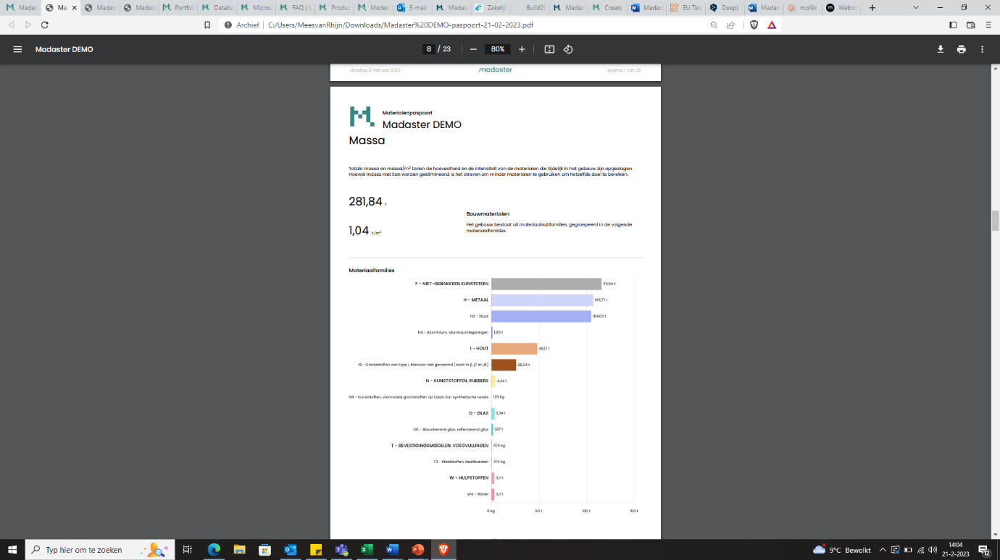 Madas
Ma
Madas
Madas
Portfoli
Databa
Micros
FAQ | M
Produc
Madas
E-mail
Madas
Zakelijk
Build2L
Madas
Create
Madas
EU Tax
DeepL
Madas
mollie
Welco
Archief
C:/Users/MeesvanRhijn/Downloads/Madaster%20DEMO-paspoort-21-02-2023.pdf
Madaster DEMO
8 / 23
80%
dinsdag 21 februari 2023
madaster
pagina 7 van 23
Materialenpaspoort
Madaster DEMO
Massa
Totale massa en massa/m² tonen de hoeveelheid en de intensiteit van de materialen die tijdelijk in het gebouw zijn opgeslagen.
Hoewel massa niet kan worden geëlimineerd, is het streven om minder materialen te gebruiken om hetzelfde doel te bereiken.
281,84 t
1,04 t/m²
Bouwmaterialen
Het gebouw bestaat uit materiaalsubfamilies, gegroepeerd in de volgende
materiaalfamilies.
Materiaalfamilies
F - NIET-GEBAKKKEN KUNSTSTEEN 115,64 t
H - METAAL 106,77 t
H2 - Staal 104,62 t
H4 - Aluminium, aluminiumlegeringen 1,06 t
I - HOUT 48,17 t
I9 - Grondstoffen van type i, hiervoor niet genoemd (noch in j1, j7 en j8) 26,04 t
N - KUNSTSTOFFEN, RUBBERS 4,34 t
N6 - Kunststoffen, vormvaste grondstoffen op basis van synthetische vezels 126 kg
O - GLAS 3,34 t
O6 - Absorberend glas, reflecterend glas 1,67 t
T - BEVESTIGINGSMIDDELEN, VOEGVULLINGEN 474 kg
T3 - Kleefstoffen, kleefbanden 474 kg
W - HULPSTOFFEN 3,11 t
W4 - Water 3,11 t
0 kg 50 t 100 t 150 t
Typ hier om te zoeken
9°C Bewolkt
14:04
21-2-2023
12